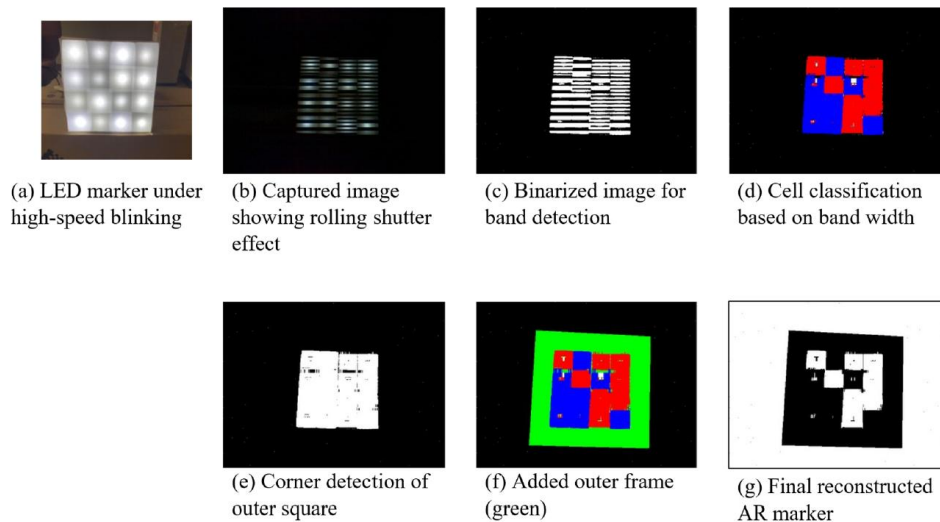 (a) LED marker under
high-speed blinking
(b) Captured image
showing rolling shutter
effect
(c) Binarized image for
band detection
(d) Cell classification
based on band width
(e) Corner detection of
outer square
(f) Added outer frame
(green)
(g) Final reconstructed
AR marker